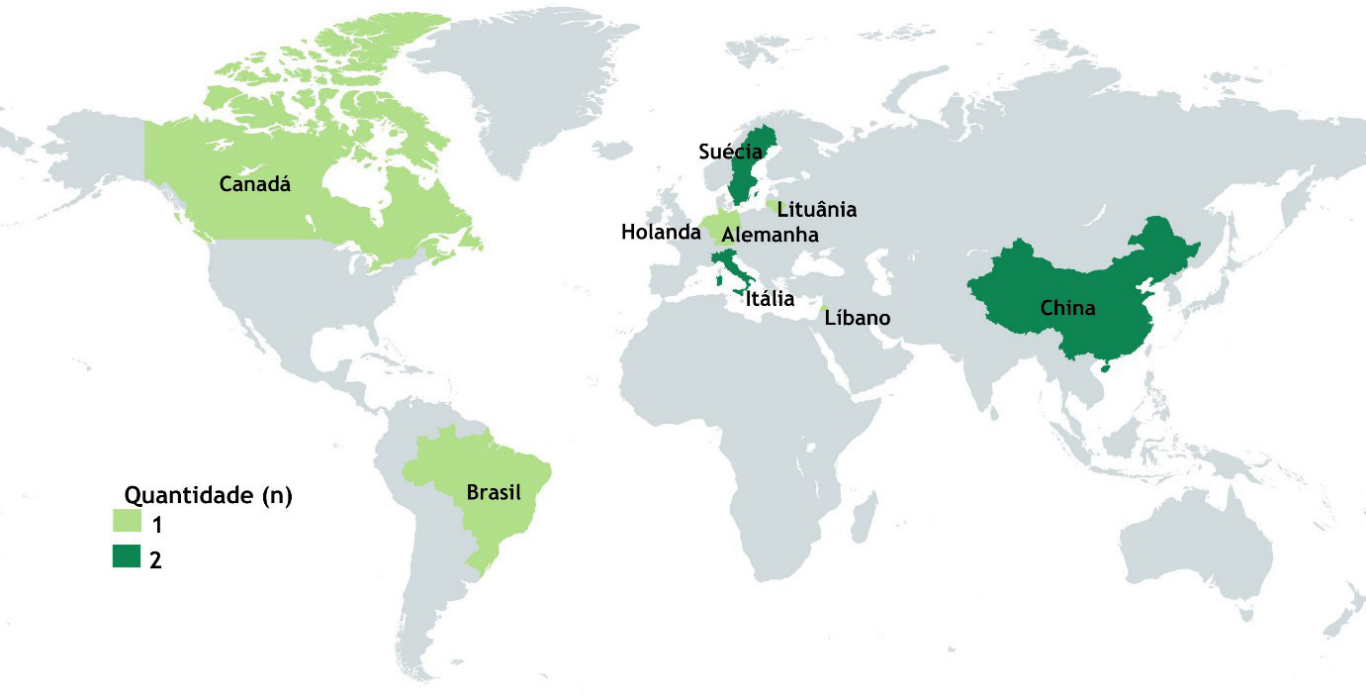 Suécia
Canadá
Lituânia
Holanda
Alemanha
Itália
China
Líbano
Brasil
Quantidade (n)
1
2